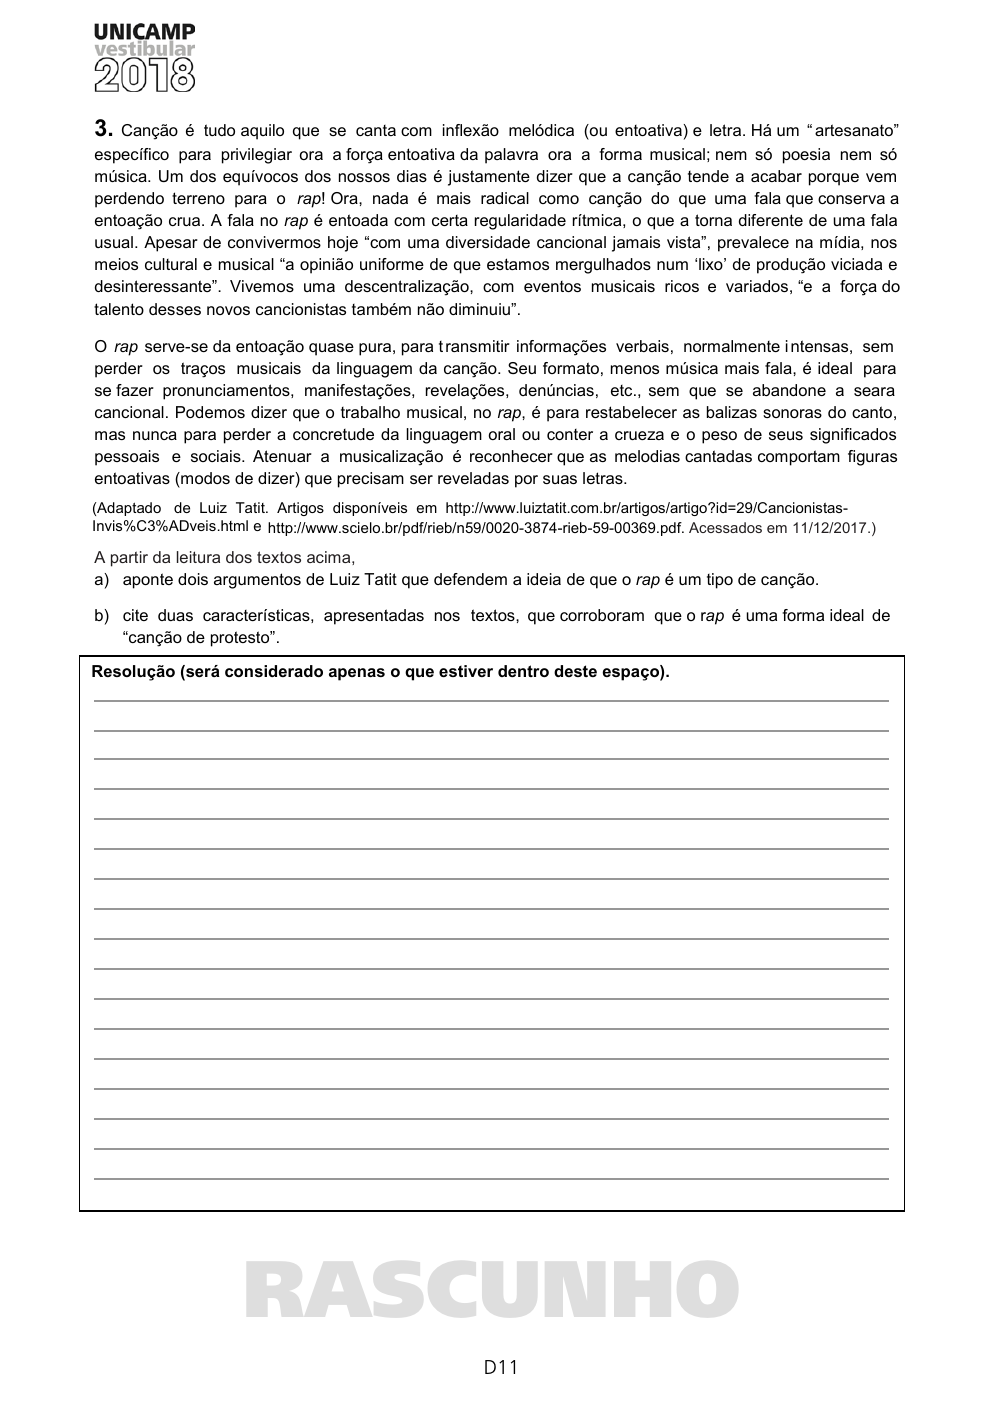 UNICAMP
vestibular
2018
3. Canção é tudo aquilo que se canta com inflexão melódica (ou entoativa) e letra. Há um “artesanato”
específico para privilegiar ora a força entoativa da palavra ora a forma musical; nem só poesia nem só
música. Um dos equívocos dos nossos dias é justamente dizer que a canção tende a acabar porque vem
perdendo terreno para o rap! Ora, nada é mais radical como canção do que uma fala que conserva a
entoação crua. A fala no rap é entoada com certa regularidade rítmica, o que a torna diferente de uma fala
usual. Apesar de convivermos hoje “com uma diversidade cancional jamais vista”, prevalece na mídia, nos
meios cultural e musical “a opinião uniforme de que estamos mergulhados num ‘lixo’ de produção viciada e
desinteressante”. Vivemos uma descentralização, com eventos musicais ricos e variados, “e a força do
talento desses novos cancionistas também não diminuiu”.
O rap serve-se da entoação quase pura, para transmitir informações verbais, normalmente intensas, sem
perder os traços musicais da linguagem da canção. Seu formato, menos música mais fala, é ideal para
se fazer pronunciamentos, manifestações, revelações, denúncias, etc., sem que se abandone a seara
cancional. Podemos dizer que o trabalho musical, no rap, é para restabelecer as balizas sonoras do canto,
mas nunca para perder a concretude da linguagem oral ou conter a crueza e o peso de seus significados
pessoais e sociais. Atenuar a musicalização é reconhecer que as melodias cantadas comportam figuras
entoativas (modos de dizer) que precisam ser reveladas por suas letras.
(Adaptado de Luiz Tatit. Artigos disponíveis em http://www.luiztatit.com.br/artigos/artigo?id=29/Cancionistas-
Invis%C3%ADveis.html e http://www.scielo.br/pdf/rieb/n59/0020-3874-rieb-59-00369.pdf. Acessados em 11/12/2017.)
A partir da leitura dos textos acima,
a) aponte dois argumentos de Luiz Tatit que defendem a ideia de que o rap é um tipo de canção.
b) cite duas características, apresentadas nos textos, que corroboram que o rap é uma forma ideal de
“canção de protesto”.
Resolução (será considerado apenas o que estiver dentro deste espaço).
RASCUNHO
D11